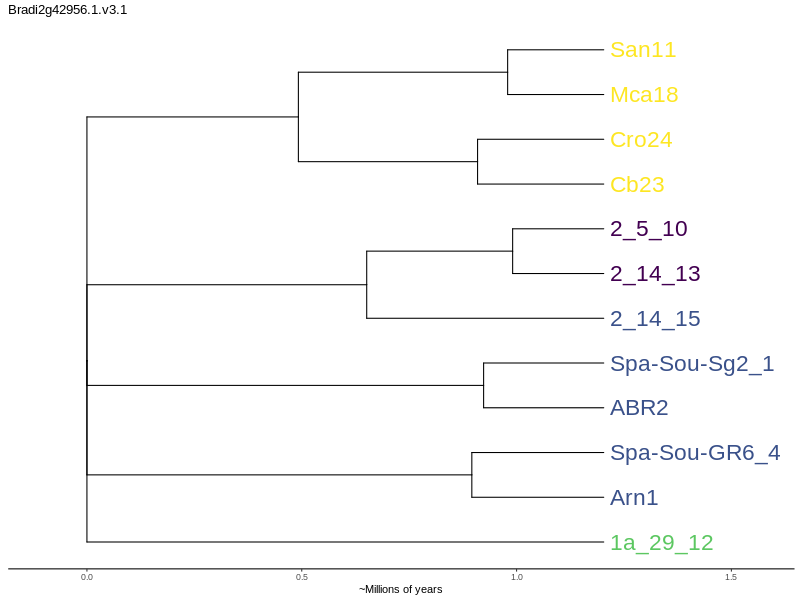 Bradi2g42956.1.v3.1
San11
Mca18
Cro24
Cb23
2_5_10
2_14_13
2_14_15
Spa-Sou-Sg2_1
ABR2
Spa-Sou-GR6_4
Arn1
1a_29_12
0.0 0.5 1.0 1.5
~Millions of years